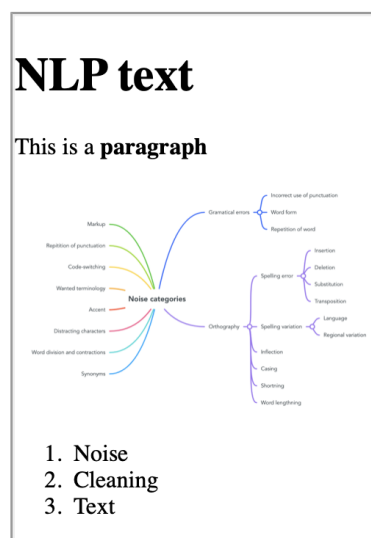 NLP text
This is a paragraph
Gramatical errors
Incorrect use of punctuation
Word form
Repetition of word
Markup
Repitition of punctuation
Code-switching
Wanted terminology
Accent
Distracting characters
Word division and contractions
Synonyms
Noise categories
Orthography
Spelling error
Insertion
Deletion
Substitution
Transposition
Spelling variation
Language
Regional variation
Inflection
Casing
Shortning
Word lengthning
1. Noise
2. Cleaning
3. Text